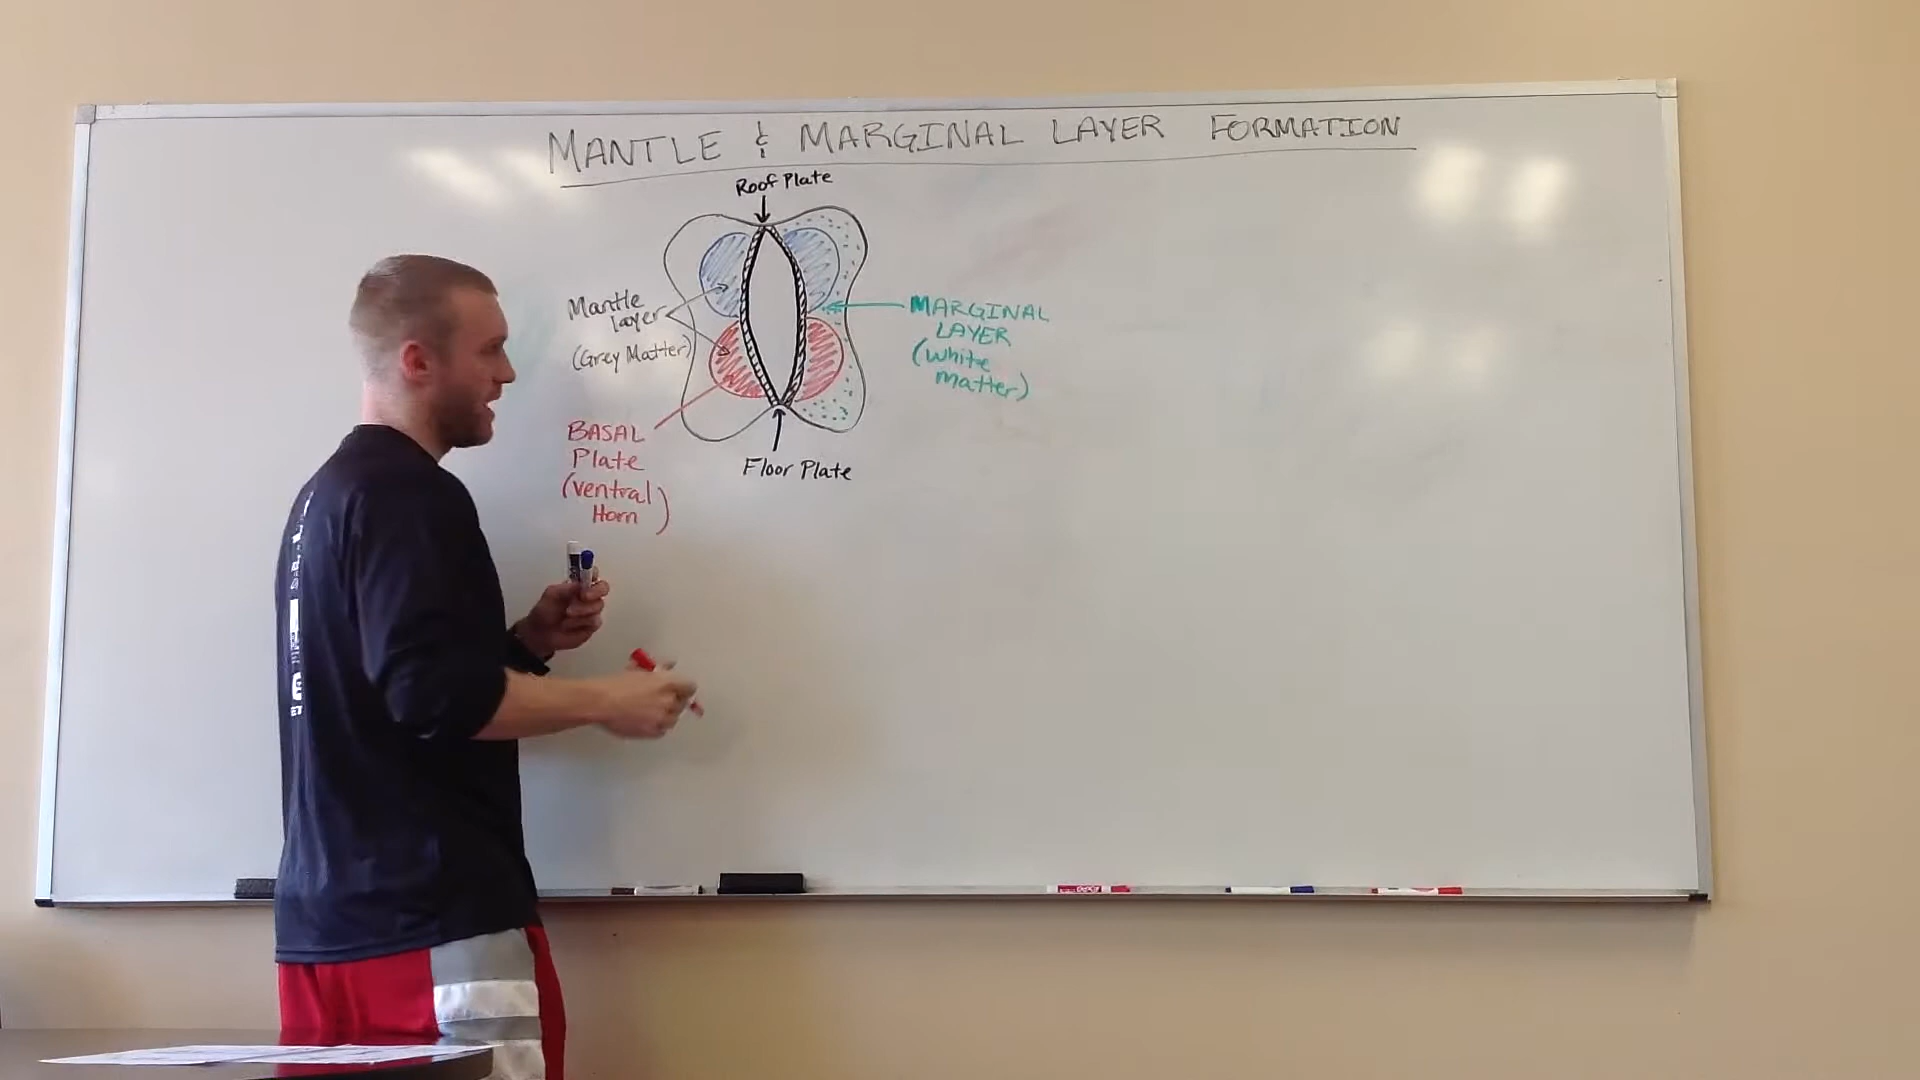 MANTLE & MARGINAL LAYER FORMATION
Roof Plate
Mantle
layer
(Grey Matter)
MARGINAL
LAYER
(white
matter)
BASAL
Plate
(ventral
Horn)
Floor Plate